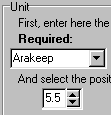 Unit
First, enter here the
Required:
Arakeep
And select the posit
5.5